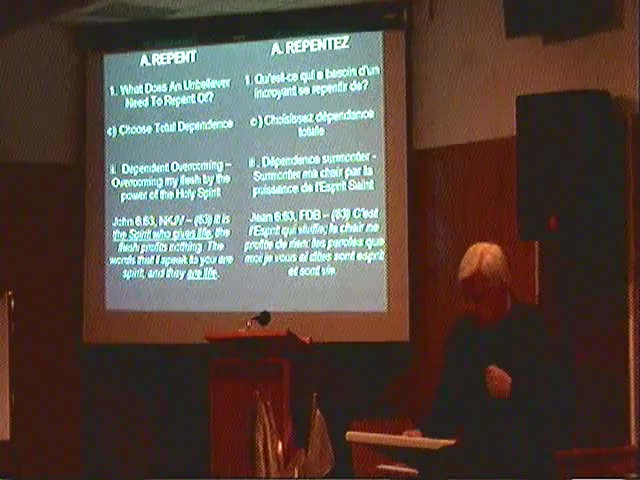 A. REPENT
1. What Does An Unbeliever
Need To Repent Of?
c) Choose Total Dependence
ii. Dependent Overcoming –
Overcoming my flesh by the
power of the Holy Spirit
John 6:63, NKJV – (63) It is
the Spirit who gives life; the
flesh profits nothing. The
words that I speak to you are
spirit, and they are life.
A. REPENTEZ
1. Qu'est-ce qui a besoin d'un
incroyant se repentir de?
c) Choisissez dépendance
totale
ii. Dépendance surmonter -
Surmonter ma chair par la
puissance de l'Esprit Saint
Jean 6:63, FDB – (63) C'est
l'Esprit qui vivifie; la chair ne
profite de rien; les paroles que
moi je vous ai dites sont esprit
et sont vie.